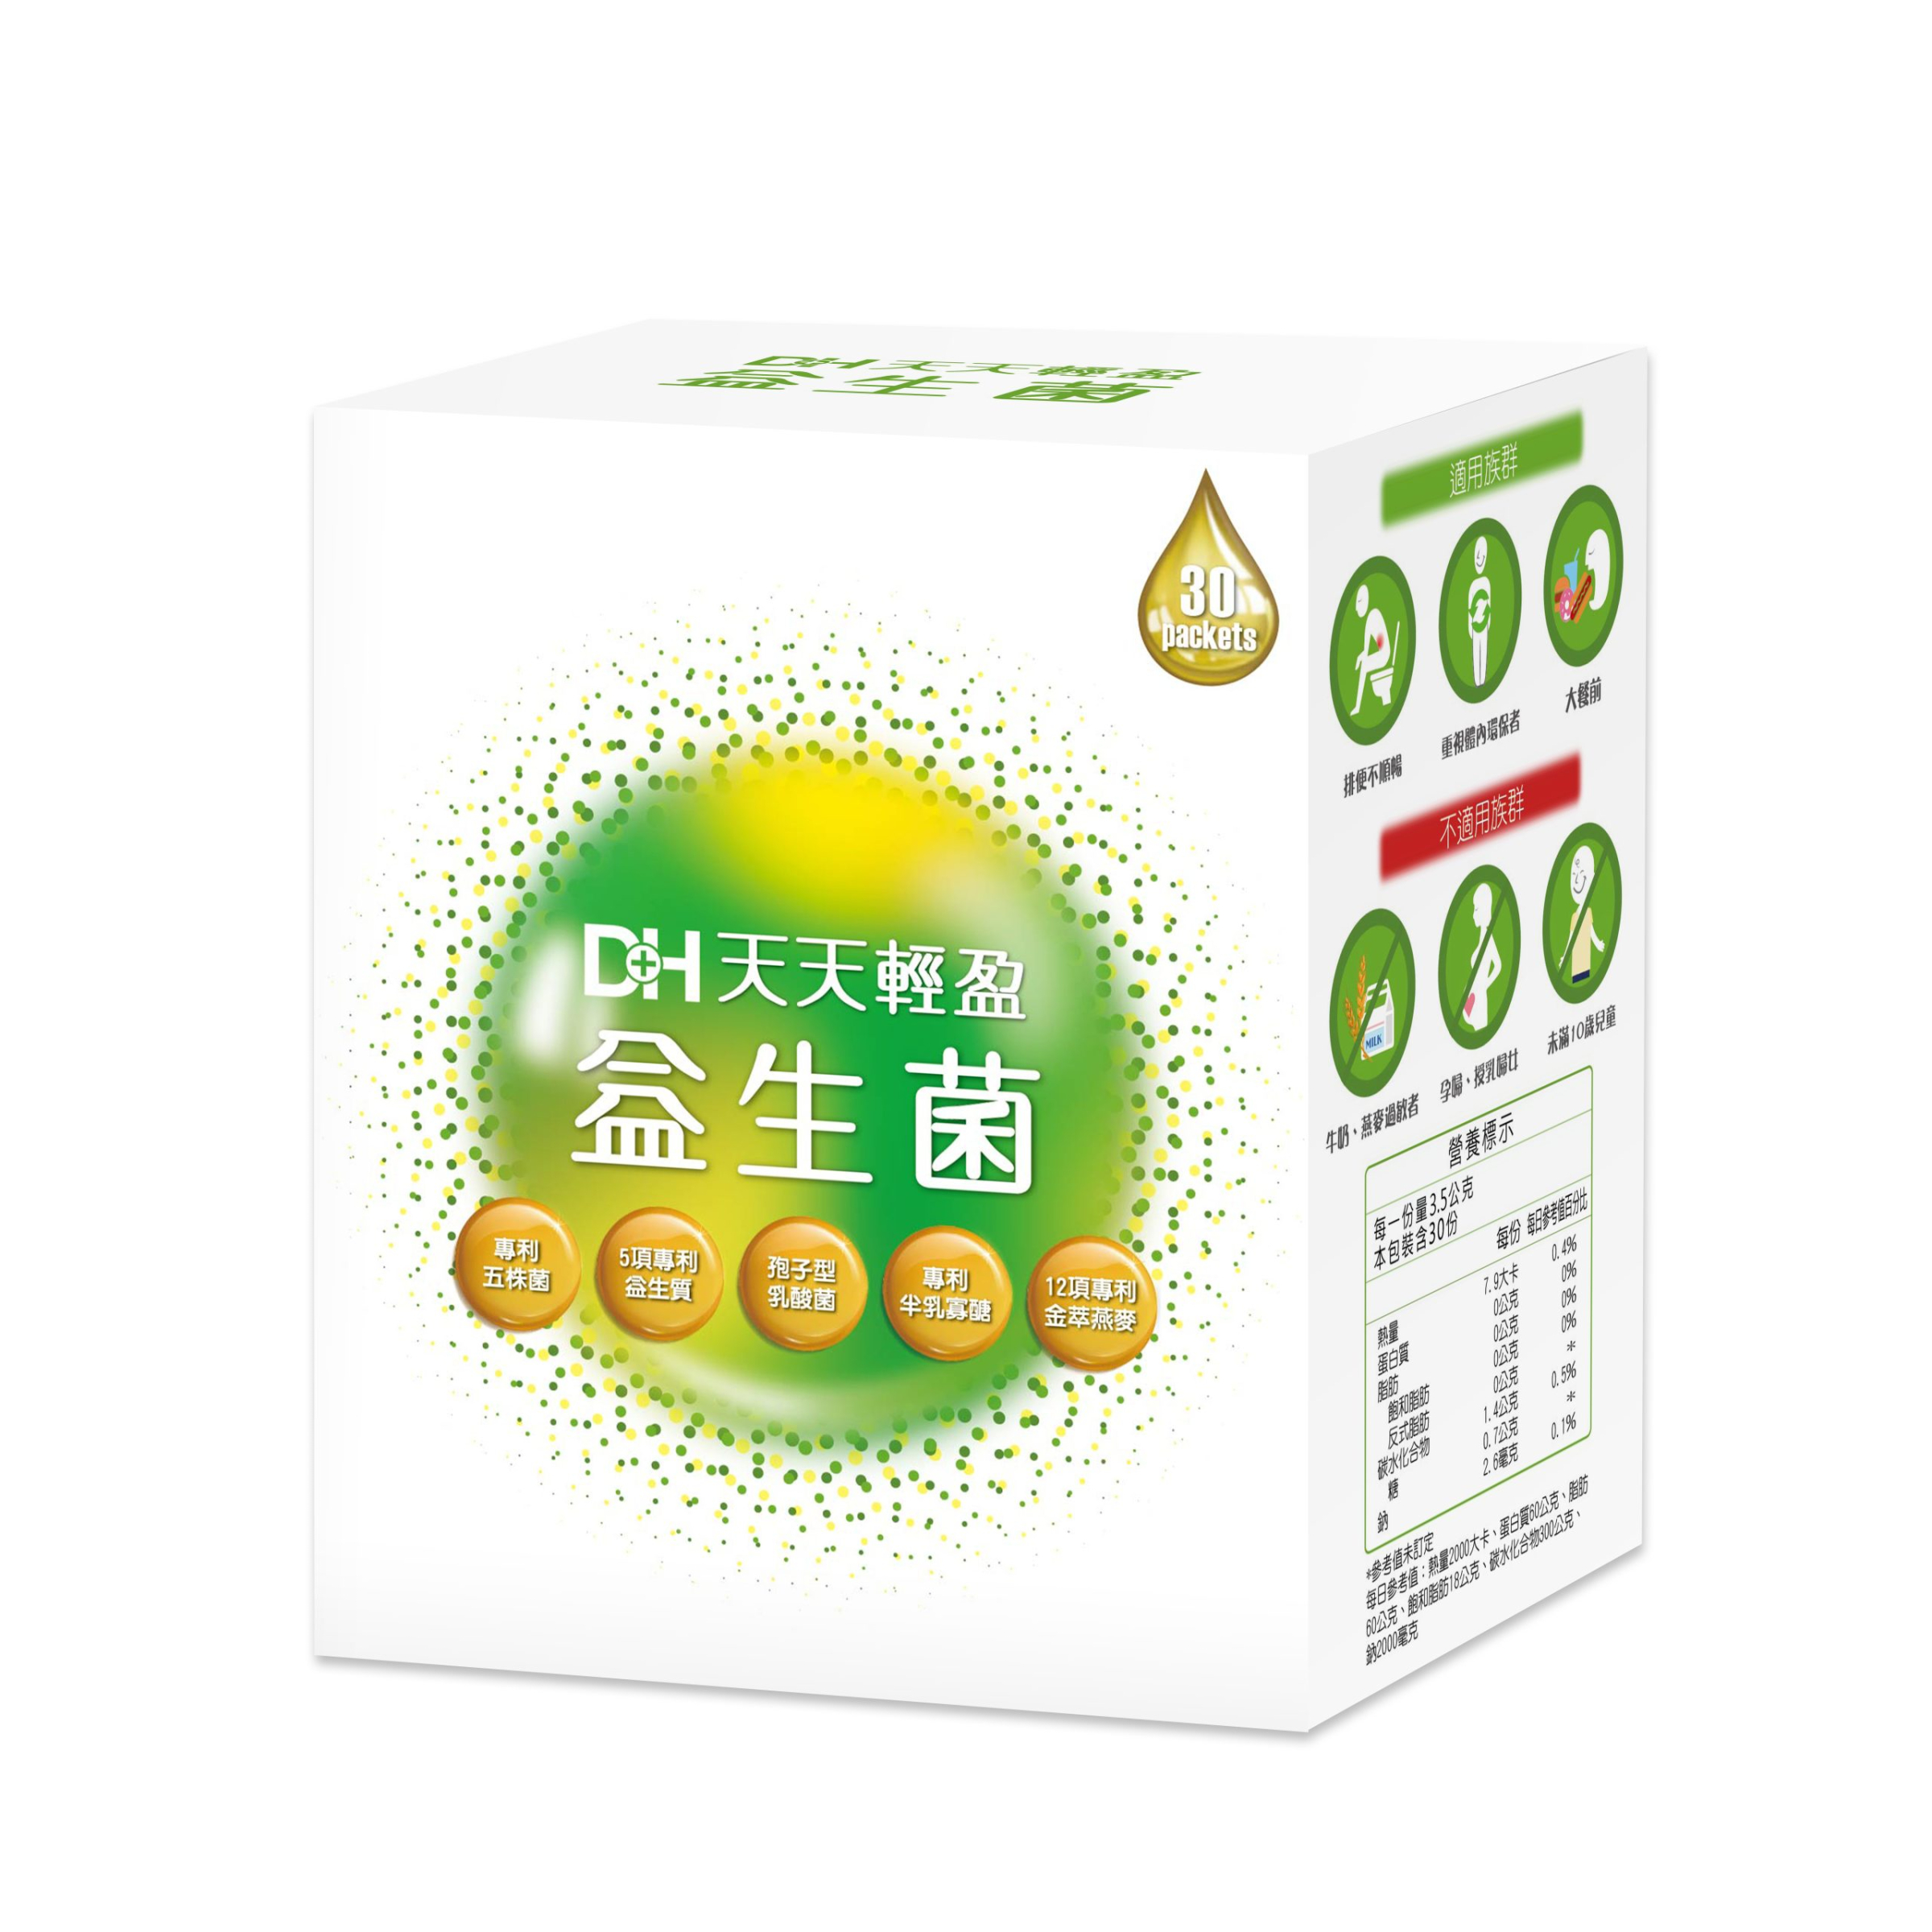 DH天天輕盈
益生菌
30
packets
DH天天輕盈
益生菌
專利
五株菌
5項專利
益生質
孢子型
乳酸菌
專利
半乳寡醣
12項專利
金萃燕麥
適用族群
排便不順暢
重視體內環保者
大餐前
不適用族群
MILK
牛奶、燕麥過敏者
孕婦、授乳婦女
未滿10歲兒童
營養標示
每一份量3.5公克
本包裝含30份
每份 每日參考值百分比
熱量 7.9大卡 0.4%
蛋白質 0公克 0%
脂肪 0公克 0%
飽和脂肪 0公克 0%
反式脂肪 0公克 *
碳水化合物 1.4公克 0.5%
糖 0.7公克 *
鈉 2.6毫克 0.1%
*參考值未訂定
每日參考值：熱量2000大卡、蛋白質60公克、脂肪
60公克、飽和脂肪18公克、碳水化合物300公克、
鈉2000毫克